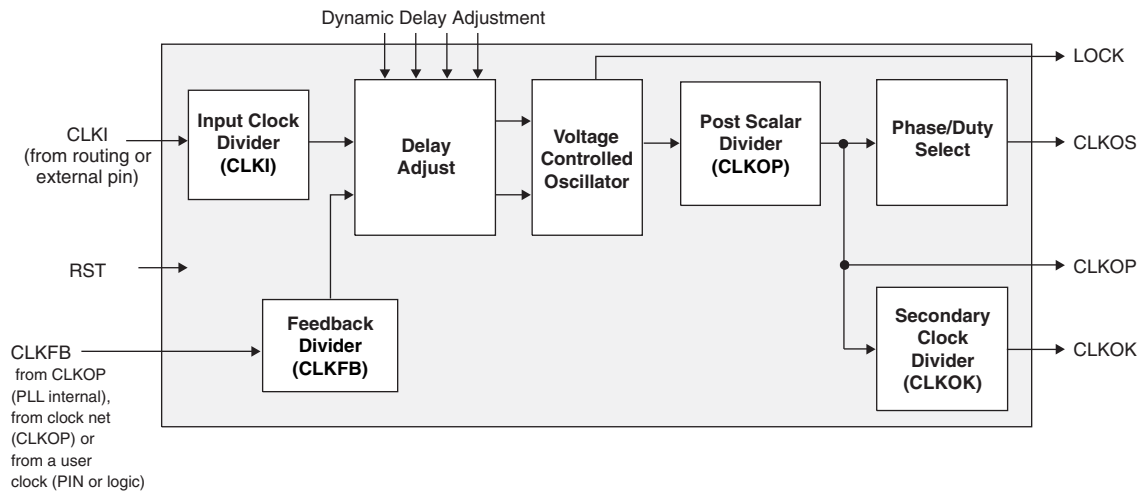 Dynamic Delay Adjustment
LOCK
CLKI
(from routing or
external pin)
Input Clock
Divider
(CLKI)
Delay
Adjust
Voltage
Controlled
Oscillator
Post Scalar
Divider
(CLKOP)
Phase/Duty
Select
CLKOS
RST
CLKOP
CLKFB
from CLKOP
(PLL internal),
from clock net
(CLKOP) or
from a user
clock (PIN or logic)
Feedback
Divider
(CLKFB)
Secondary
Clock
Divider
(CLKOK)
CLKOK